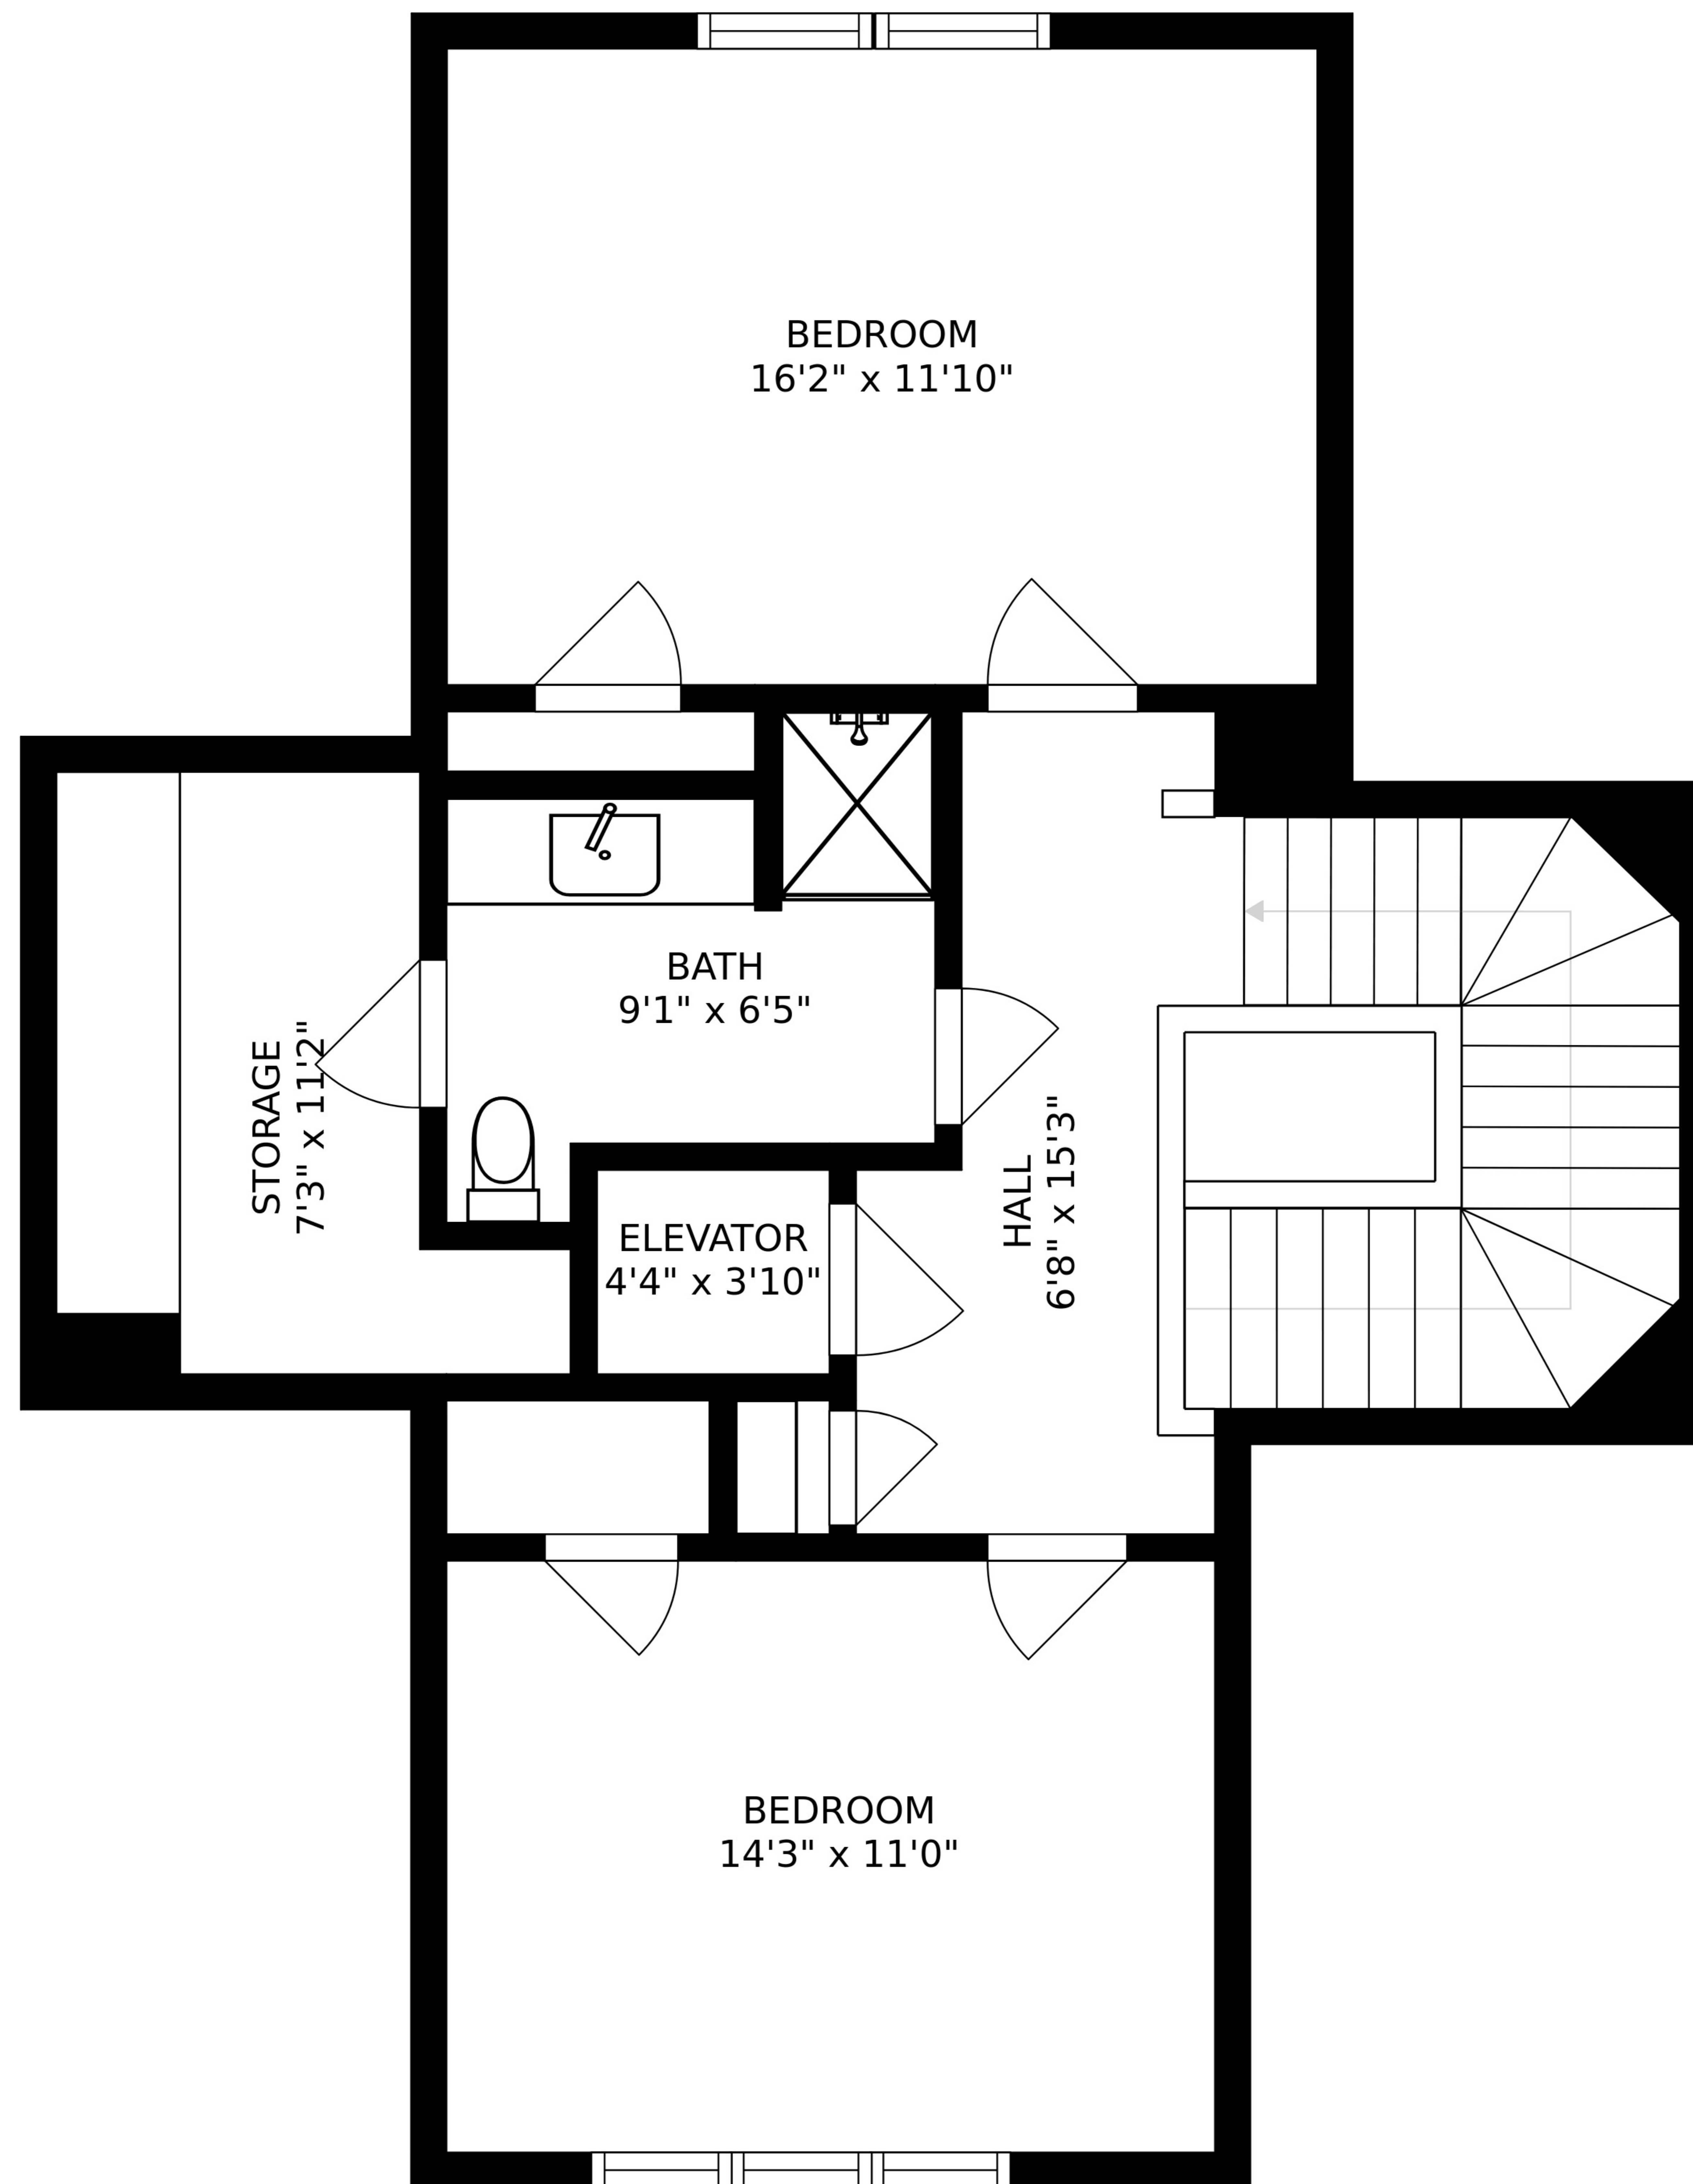 BEDROOM
16'2" x 11'10"
BATH
9'1" x 6'5"
STORAGE
7'3" x 11'2"
HALL
6'8" x 15'3"
ELEVATOR
4'4" x 3'10"
BEDROOM
14'3" x 11'0"